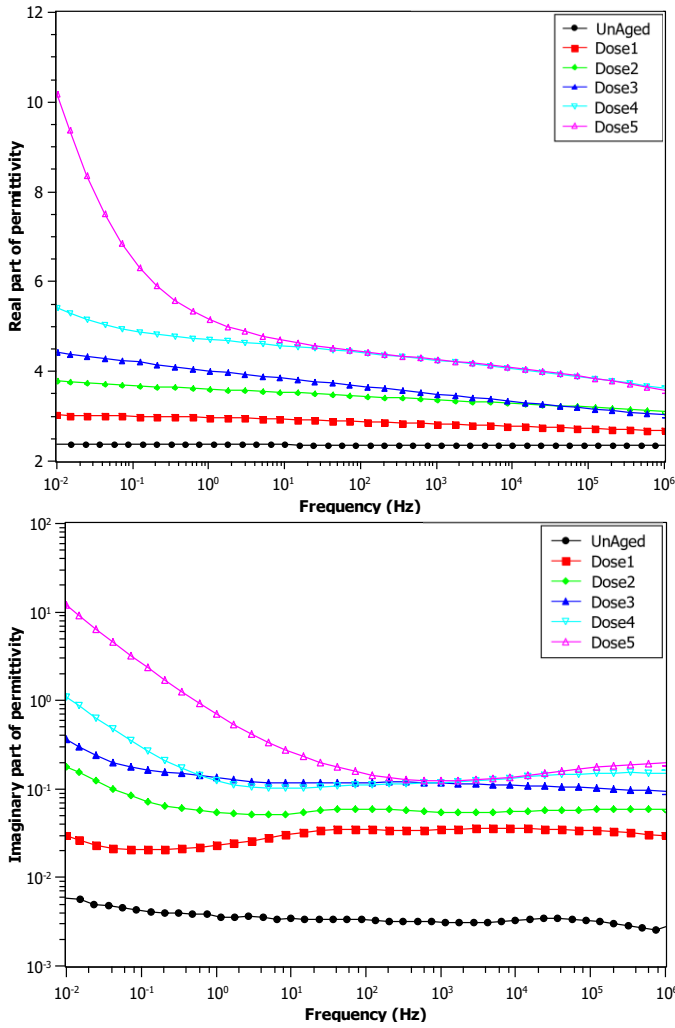 12
10
8
6
4
2
Real part of permittivity
UnAged
Dose1
Dose2
Dose3
Dose4
Dose5
10-2 10-1 100 101 102 103 104 105 106
Frequency (Hz)
102
101
100
10-1
10-2
10-3
Imaginary part of permittivity
UnAged
Dose1
Dose2
Dose3
Dose4
Dose5
10-2 10-1 100 101 102 103 104 105 106
Frequency (Hz)